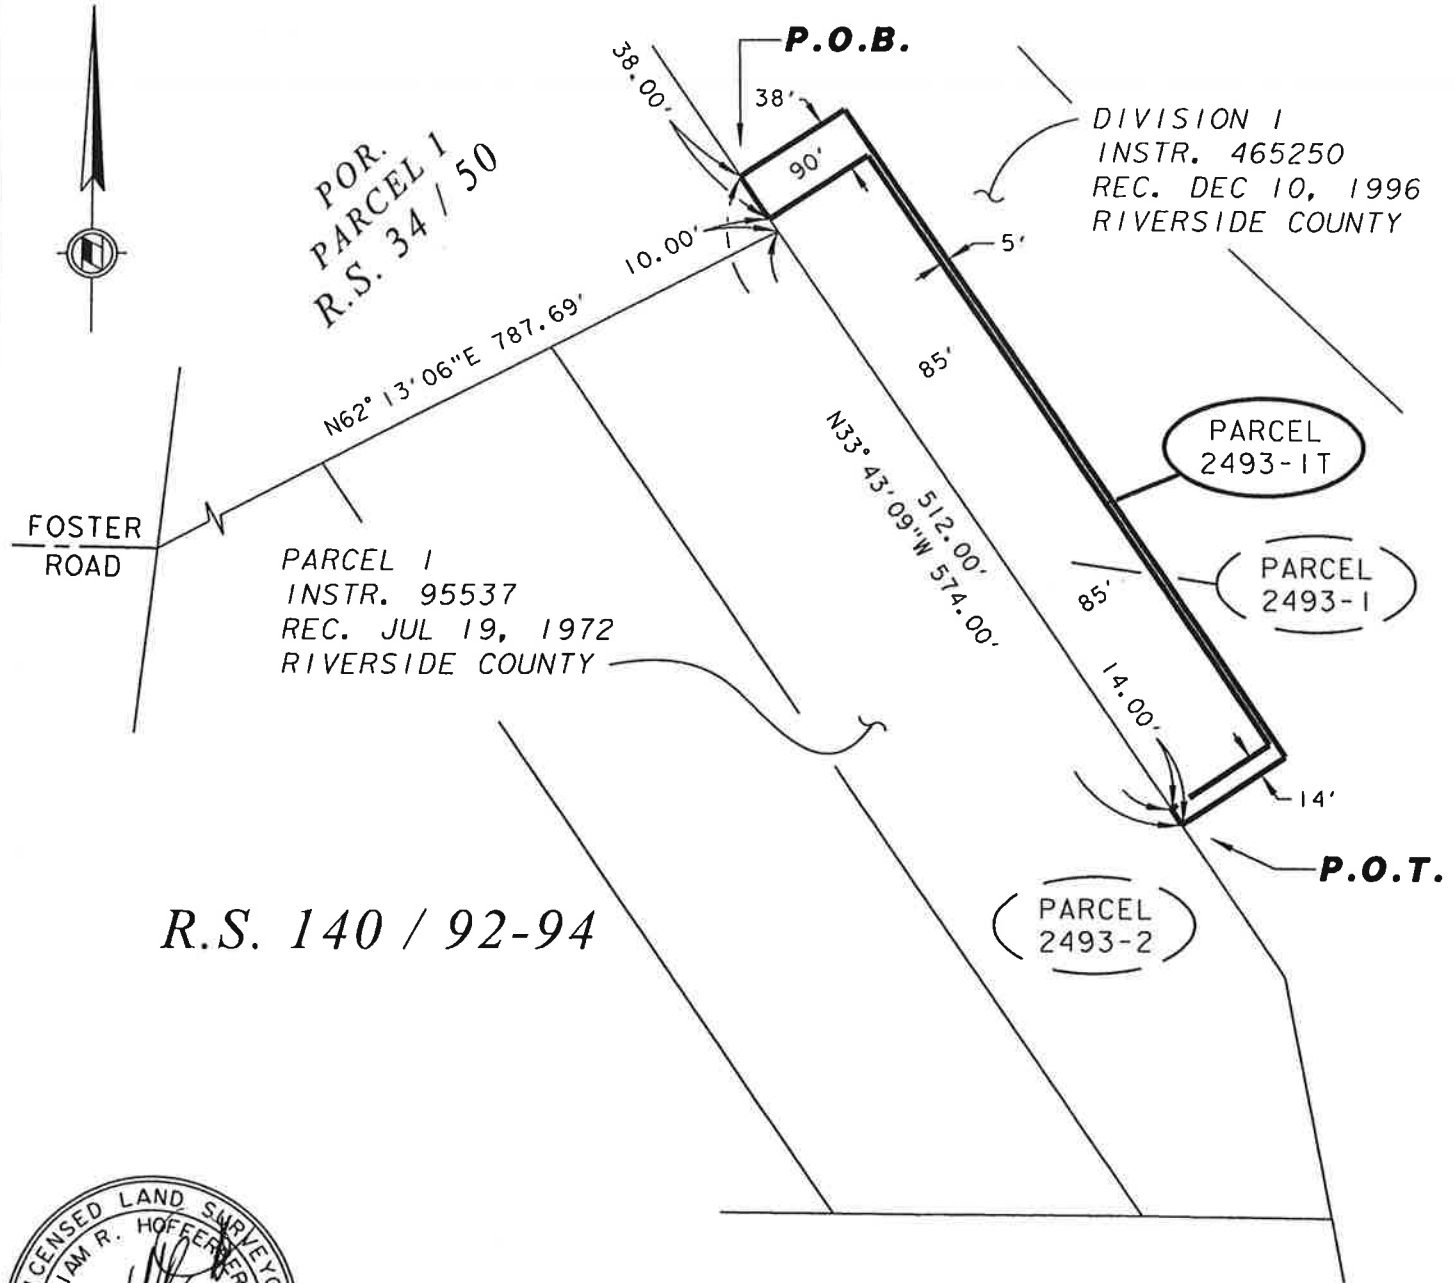 P.O.B.
38.00'
38'
90'
DIVISION 1
INSTR. 465250
REC. DEC 10, 1996
RIVERSIDE COUNTY
POR.
PARCEL 1
R.S. 34 / 50
10.00'
5'
N62°13'06"E 787.69'
85'
PARCEL
2493-1T
N33°43'09"W 574.00'
512.00'
FOSTER
ROAD
PARCEL 1
INSTR. 95537
REC. JUL 19, 1972
RIVERSIDE COUNTY
PARCEL
2493-1
85'
14.00'
14'
P.O.T.
PARCEL
2493-2
R.S. 140 / 92-94
LAND